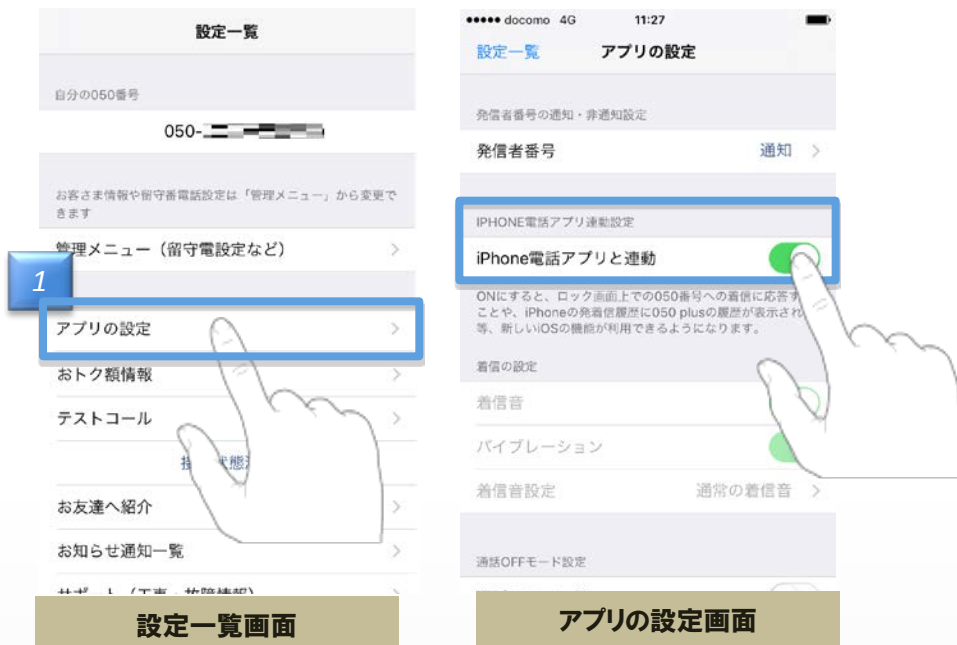 設定一覧
自分の050番号
050-
お客さま情報や留守番電話設定は「管理メニュー」から変更で
きます
管理メニュー（留守電設定など）
1
アプリの設定
おトク額情報
テストコール
お友達へ紹介
お知らせ通知一覧
設定一覧画面
docomo 4G 11:27
設定一覧 アプリの設定
発信者番号の通知・非通知設定
発信者番号 通知
IPHONE電話アプリ連動設定
iPhone電話アプリと連動
ONにすると、ロック画面上での050番号への着信に応答す
ことや、iPhoneの発着信履歴に050 plusの履歴が表示され
等、新しいiOSの機能が利用できるようになります。
着信の設定
着信音
バイブレーション
着信音設定 通常の着信音
通話OFFモード設定
アプリの設定画面